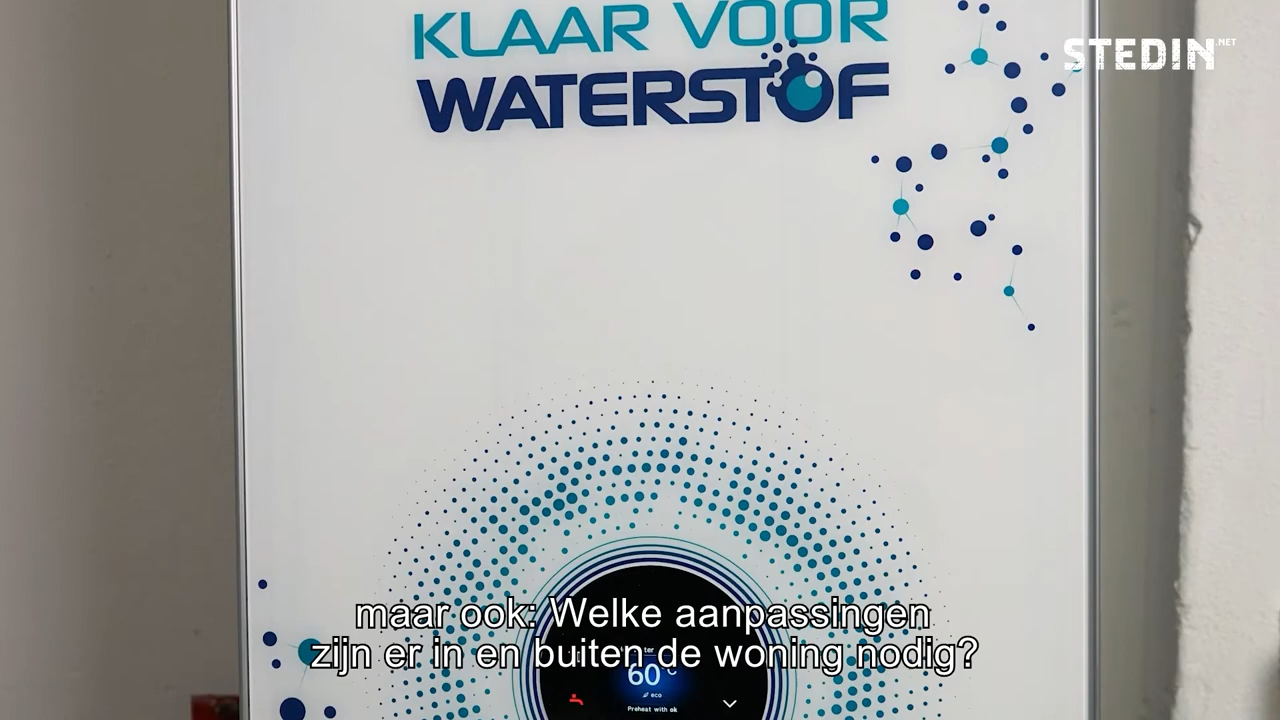 KLAAR VOOR
WATERSTOF
STEDIN.NET
maar ook: Welke aanpassingen
zijn er in en buiten de woning nodig?
60°C
eco
Preheat with ok